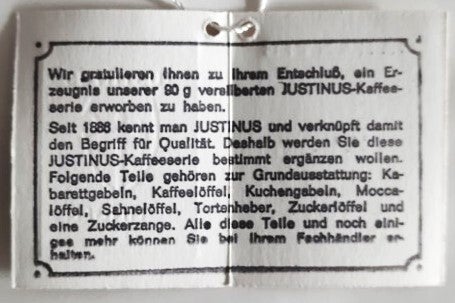 Wir gratulieren Ihnen zu Ihrem Entschluß, ein Er-
zeugnis unserer 90 g versilberten JUSTINUS-Kaffee-
serie erworben zu haben.
Seit 1886 kennt man JUSTINUS und verknüpft damit
den Begriff für Qualität. Deshalb werden Sie diese
JUSTINUS-Kaffeeserie bestimmt ergänzen wollen.
Folgende Teile gehören zur Grundausstattung: Ka-
barettgabeln, Kaffeelöffel, Kuchengabeln, Mocca-
löffel, Sahnelöffel, Tortenheber, Zuckerlöffel und
eine Zuckerzange. Alle diese Teile und noch eini-
ges mehr können Sie bei Ihrem Fachhändler er-
halten.